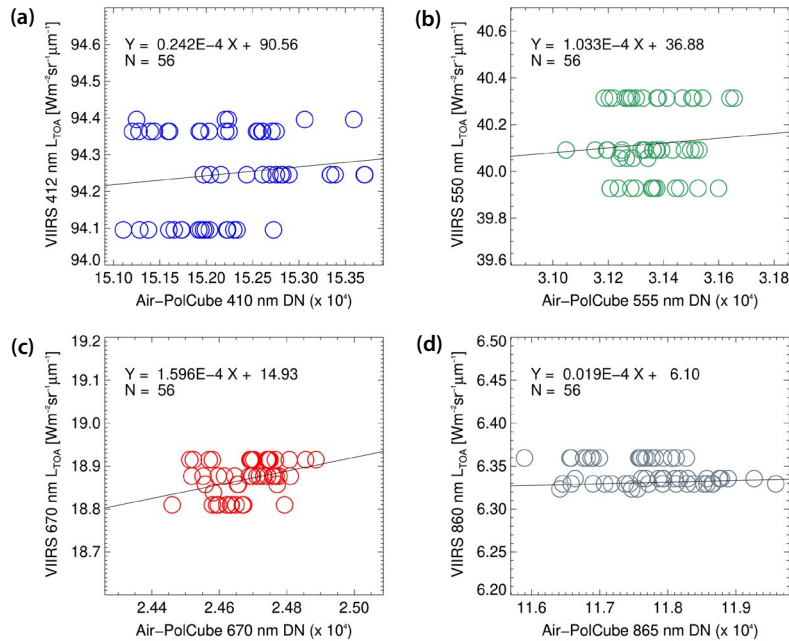 (a)
Y = 0.242E−4 X + 90.56
N = 56
94.6
94.5
94.4
94.3
94.2
94.1
94.0
VIIRS 412 nm L_TOA [Wm⁻²sr⁻¹µm⁻¹]
15.10 15.15 15.20 15.25 15.30 15.35
Air−PolCube 410 nm DN (x 10⁴)
(b)
Y = 1.033E−4 X + 36.88
N = 56
40.6
40.4
40.2
40.0
39.8
39.6
VIIRS 550 nm L_TOA [Wm⁻²sr⁻¹µm⁻¹]
3.10 3.12 3.14 3.16 3.18
Air−PolCube 555 nm DN (x 10⁴)
(c)
Y = 1.596E−4 X + 14.93
N = 56
19.2
19.1
19.0
18.9
18.8
18.7
VIIRS 670 nm L_TOA [Wm⁻²sr⁻¹µm⁻¹]
2.44 2.46 2.48 2.50
Air−PolCube 670 nm DN (x 10⁴)
(d)
Y = 0.019E−4 X + 6.10
N = 56
6.50
6.45
6.40
6.35
6.30
6.25
6.20
VIIRS 860 nm L_TOA [Wm⁻²sr⁻¹µm⁻¹]
11.6 11.7 11.8 11.9
Air−PolCube 865 nm DN (x 10⁴)